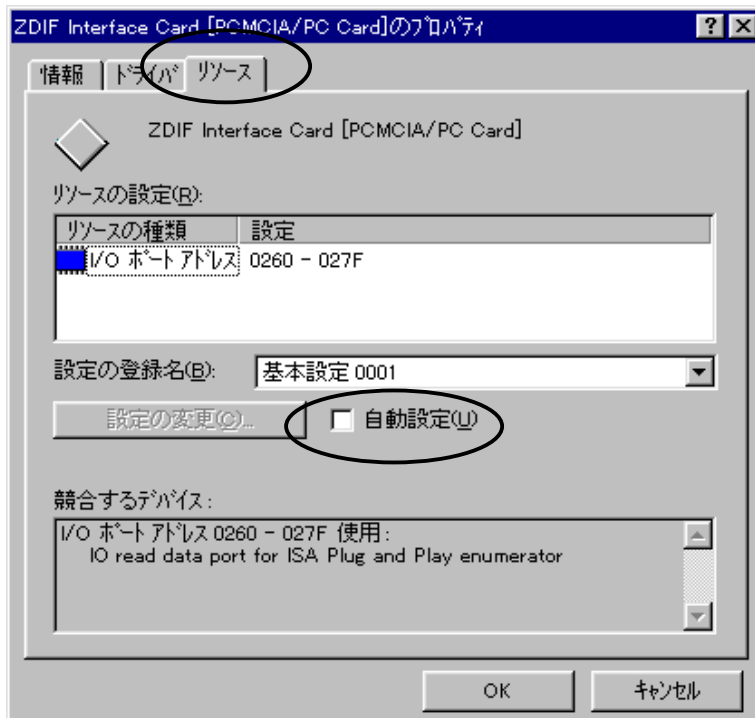 ZDIF Interface Card [PCMCIA/PC Card]のﾌﾟﾛﾊﾟﾃｨ
情報 ﾄﾞﾗｲﾊﾞ ﾘｿｰｽ
ZDIF Interface Card [PCMCIA/PC Card]
ﾘｿｰｽの設定(R):
ﾘｿｰｽの種類 設定
I/O ﾎﾟｰﾄ ｱﾄﾞﾚｽ 0260 - 027F
設定の登録名(B): 基本設定 0001
設定の変更(C)... 自動設定(U)
競合するﾃﾞﾊﾞｲｽ:
I/O ﾎﾟｰﾄ ｱﾄﾞﾚｽ 0260 - 027F 使用:
IO read data port for ISA Plug and Play enumerator
OK ｷｬﾝｾﾙ